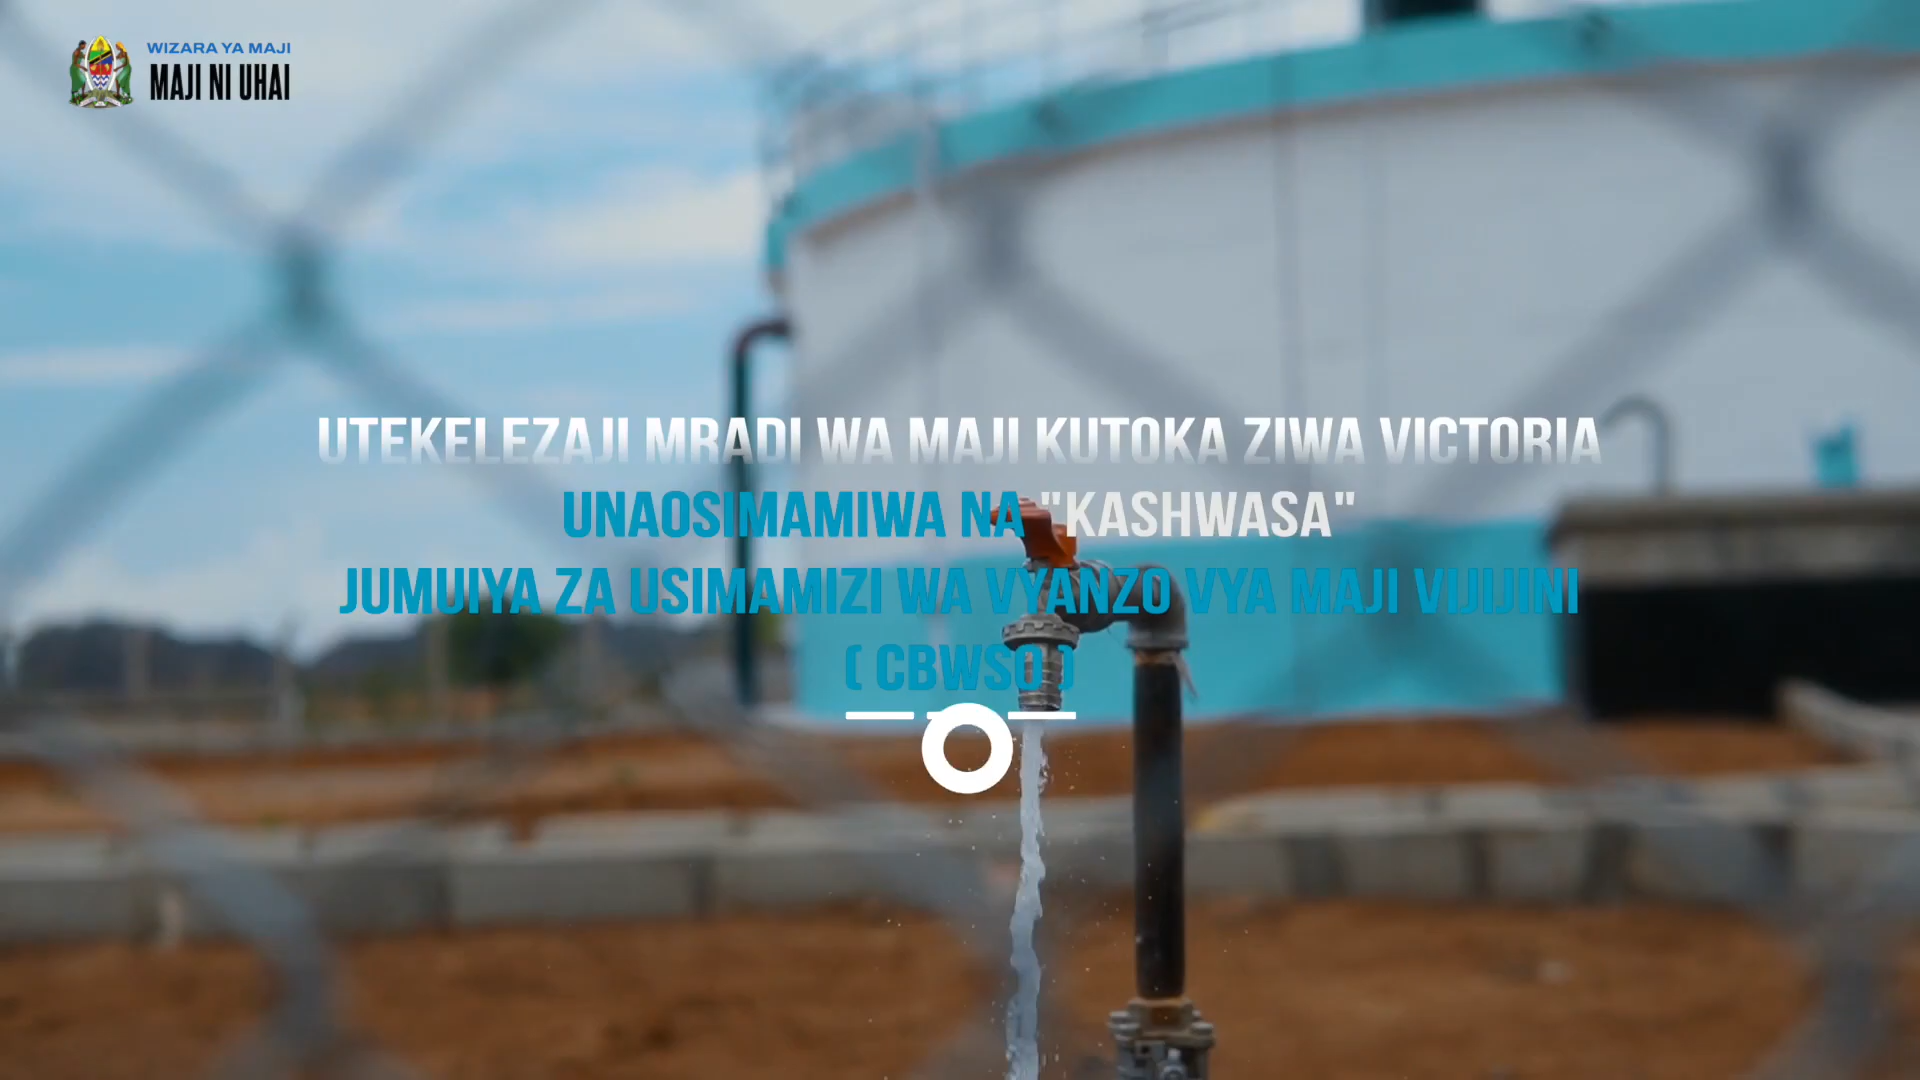 WIZARA YA MAJI
MAJI NI UHAI
UTEKELEZAJI MRADI WA MAJI KUTOKA ZIWA VICTORIA
UNAOSIMAMIWA NA "KASHWASA"
JUMUIYA ZA USIMAMIZI WA VYANZO VYA MAJI VIJIJINI
( CBWSO )